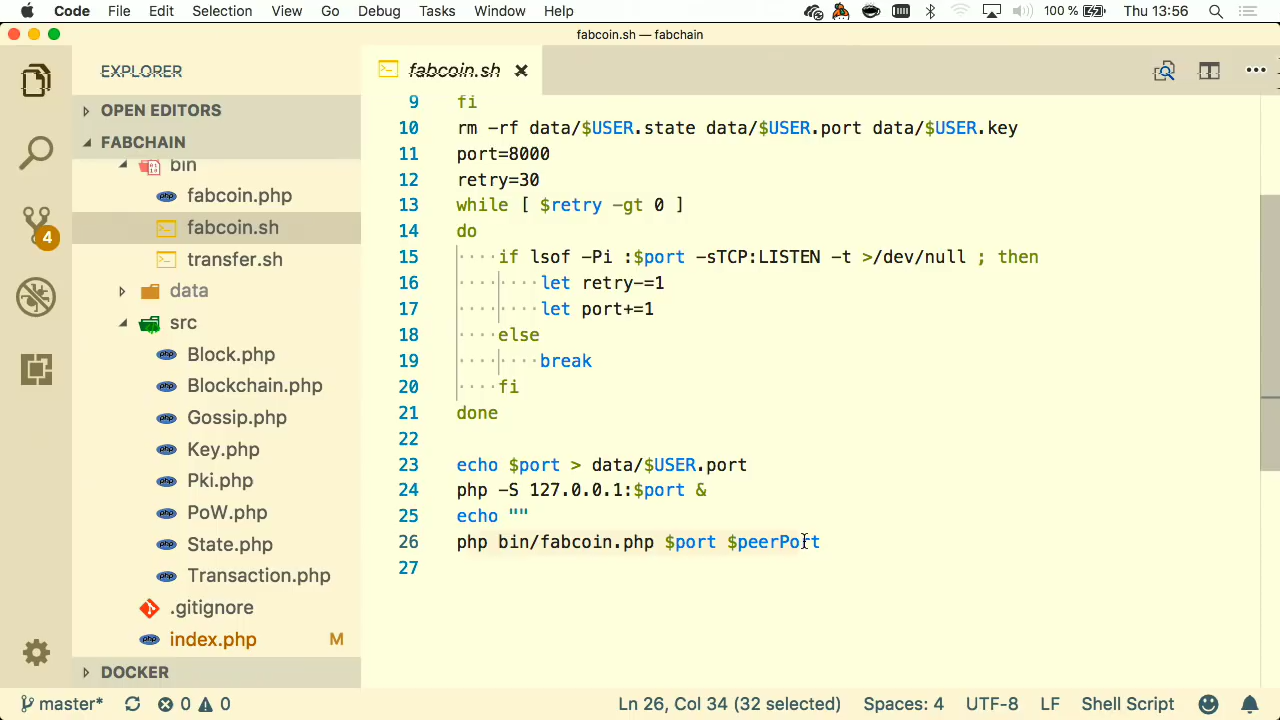 Code File Edit Selection View Go Debug Tasks Window Help 100 % Thu 13:56
fabcoin.sh — fabchain
EXPLORER
OPEN EDITORS
FABCHAIN
bin
fabcoin.php
fabcoin.sh
transfer.sh
data
src
Block.php
Blockchain.php
Gossip.php
Key.php
Pki.php
PoW.php
State.php
Transaction.php
.gitignore
index.php M
DOCKER
4
fabcoin.sh
9 fi
10 rm -rf data/$USER.state data/$USER.port data/$USER.key
11 port=8000
12 retry=30
13 while [ $retry -gt 0 ]
14 do
15 if lsof -Pi :$port -sTCP:LISTEN -t >/dev/null ; then
16 let retry-=1
17 let port+=1
18 else
19 break
20 fi
21 done
22
23 echo $port > data/$USER.port
24 php -S 127.0.0.1:$port &
25 echo ""
26 php bin/fabcoin.php $port $peerPort
27
master* 0 0 Ln 26, Col 34 (32 selected) Spaces: 4 UTF-8 LF Shell Script